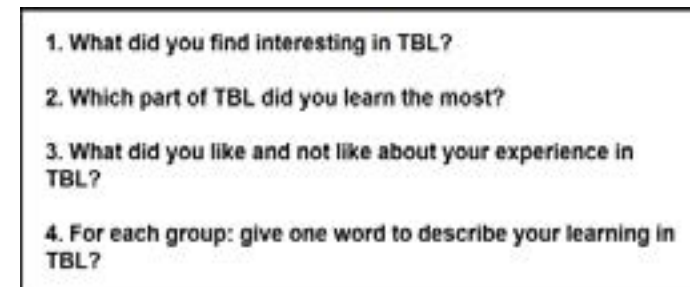 1. What did you find interesting in TBL?
2. Which part of TBL did you learn the most?
3. What did you like and not like about your experience in
TBL?
4. For each group: give one word to describe your learning in
TBL?